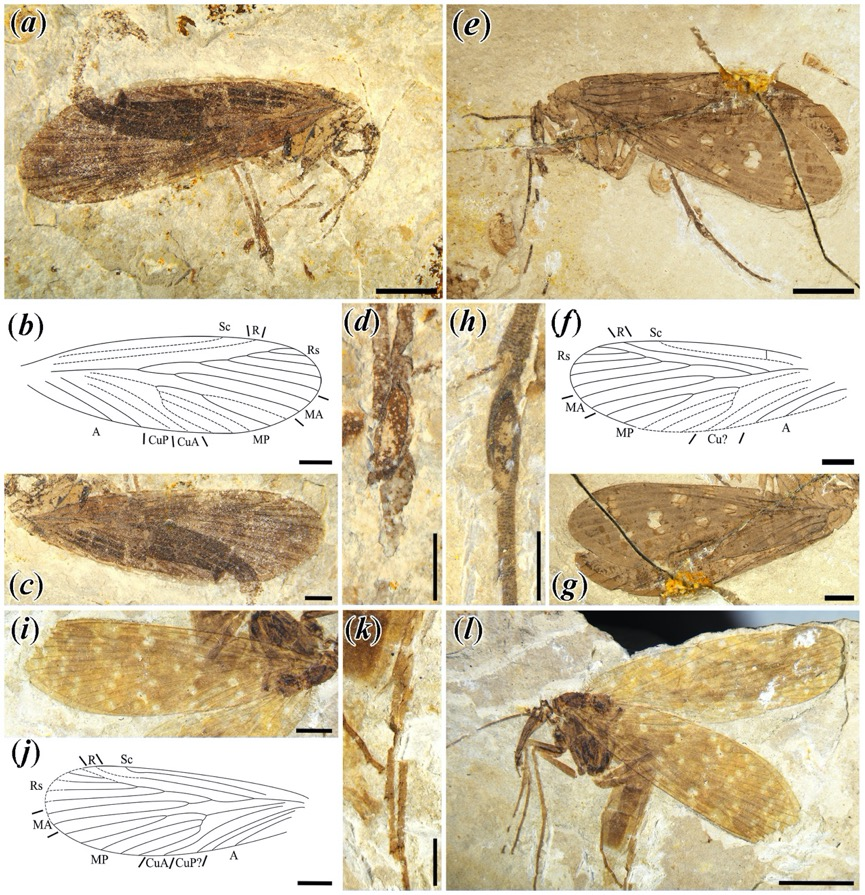 (a)
(e)
(b)
Sc
R
Rs
MA
MP
CuA
CuP
A
(d)
(h)
(f)
R
Sc
Rs
MA
MP
Cu?
A
(c)
(g)
(i)
(k)
(l)
(j)
R
Sc
Rs
MA
MP
CuA
CuP?
A